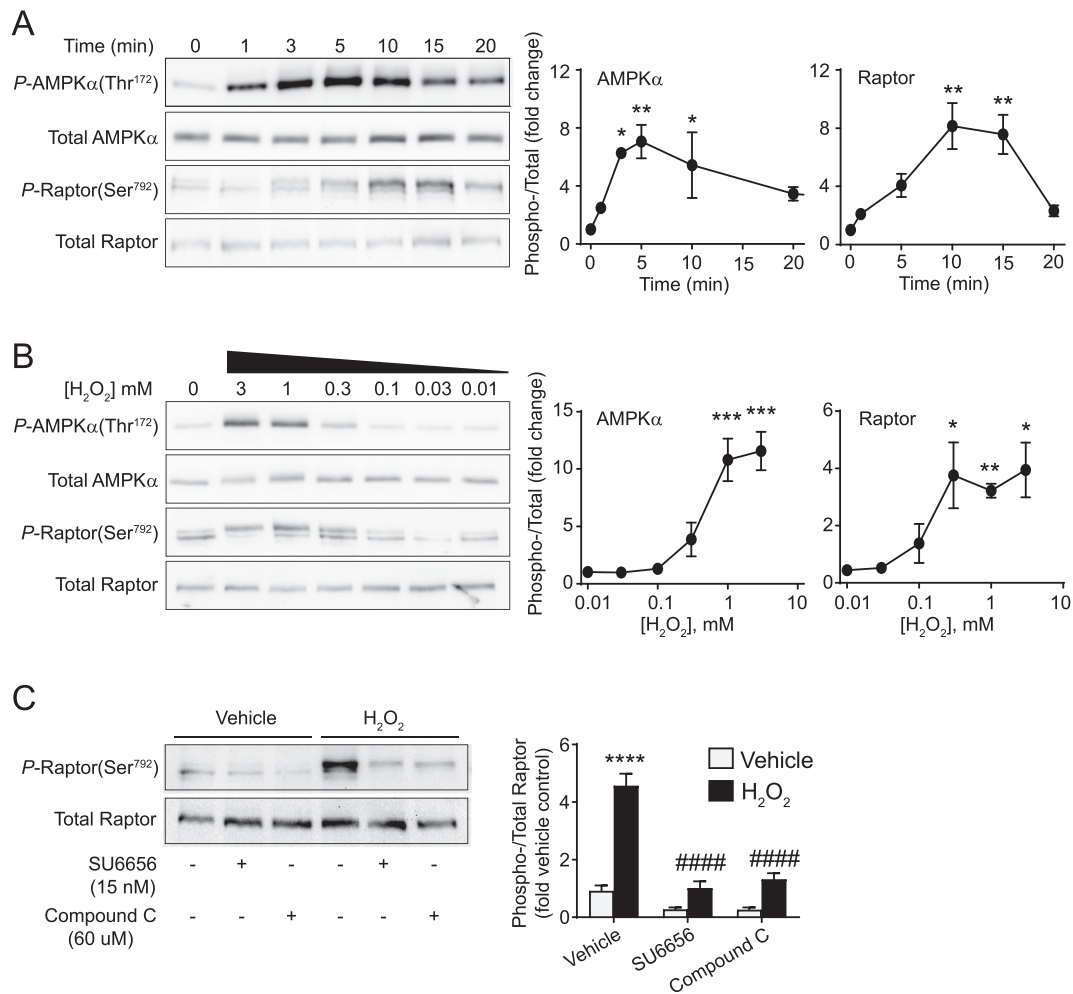 A
Time (min) 0 1 3 5 10 15 20
P-AMPKα(Thr¹⁷²)
Total AMPKα
P-Raptor(Ser⁷⁹²)
Total Raptor
Phospho-/Total (fold change)
AMPKα
12
8
4
0
* ** *
0 5 10 15 20
Time (min)
Raptor
12
8
4
0
** **
0 5 10 15 20
Time (min)
B
[H₂O₂] mM 0 3 1 0.3 0.1 0.03 0.01
P-AMPKα(Thr¹⁷²)
Total AMPKα
P-Raptor(Ser⁷⁹²)
Total Raptor
Phospho-/Total (fold change)
AMPKα
15
10
5
0
*** ***
0.01 0.1 1 10
[H₂O₂], mM
Raptor
6
4
2
0
* ** *
0.01 0.1 1 10
[H₂O₂], mM
C
Vehicle H₂O₂
P-Raptor(Ser⁷⁹²)
Total Raptor
SU6656 - + - - + -
(15 nM)
Compound C - - + - - +
(60 uM)
Phospho-/Total Raptor
(fold vehicle control)
6
4
2
0
****
####
####
Vehicle
H₂O₂
Vehicle
SU6656
Compound C